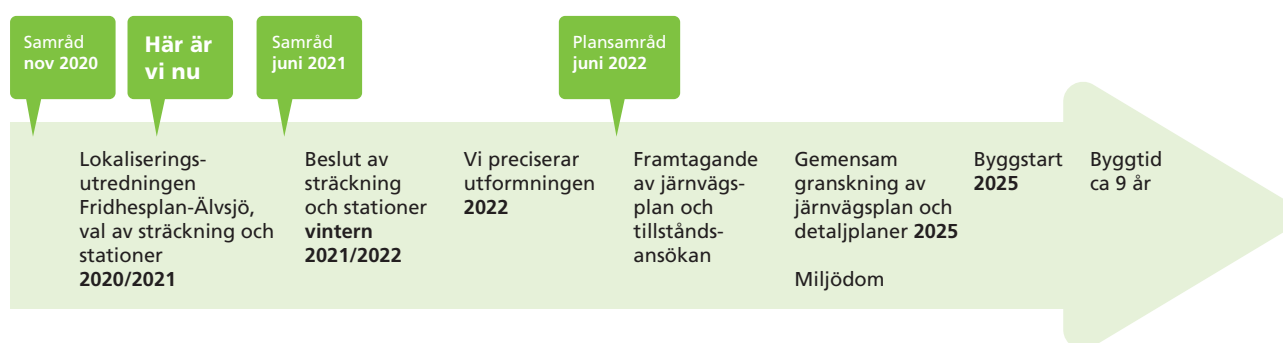 Samråd
nov 2020
Här är
vi nu
Samråd
juni 2021
Plansamråd
juni 2022
Lokaliserings-
utredningen
Fridhesplan-Älvsjö,
val av sträckning och
stationer
2020/2021
Beslut av
sträckning
och stationer
vintern
2021/2022
Vi preciserar
utformningen
2022
Framtagande
av järnvägs-
plan och
tillstånds-
ansökan
Gemensam
granskning av
järnvägsplan och
detaljplaner 2025
Miljödom
Byggstart
2025
Byggtid
ca 9 år